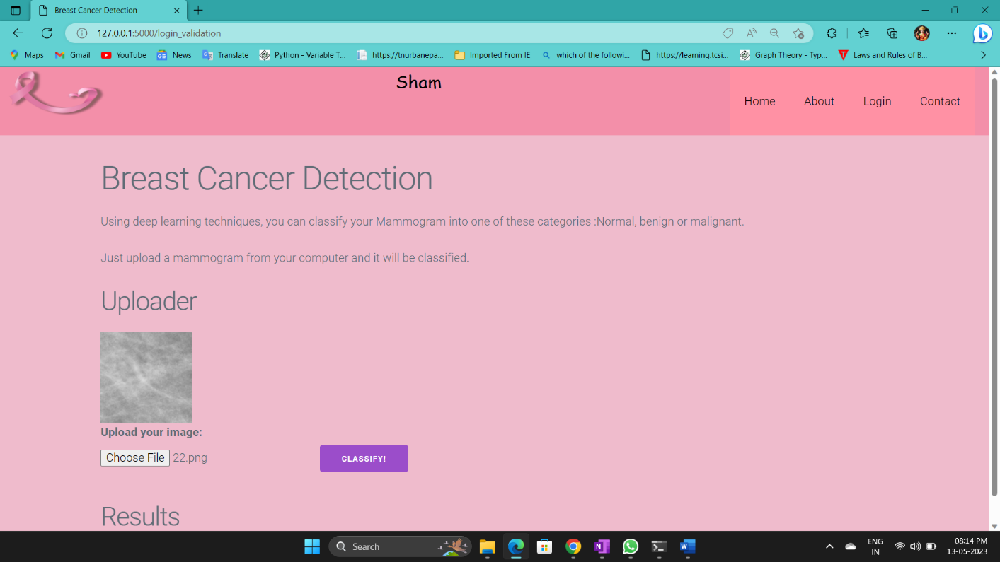 Breast Cancer Detection
127.0.0.1:5000/login_validation
Maps Gmail YouTube News Translate Python - Variable T... https://tnurbanepa... Imported From IE which of the followi... https://learning.tcsi... Graph Theory - Typ... Laws and Rules of B...
Sham
Home About Login Contact
Breast Cancer Detection
Using deep learning techniques, you can classify your Mammogram into one of these categories :Normal, benign or malignant.
Just upload a mammogram from your computer and it will be classified.
Uploader
Upload your image:
Choose File 22.png
CLASSIFY!
Results
Search
ENG
IN
08:14 PM
13-05-2023